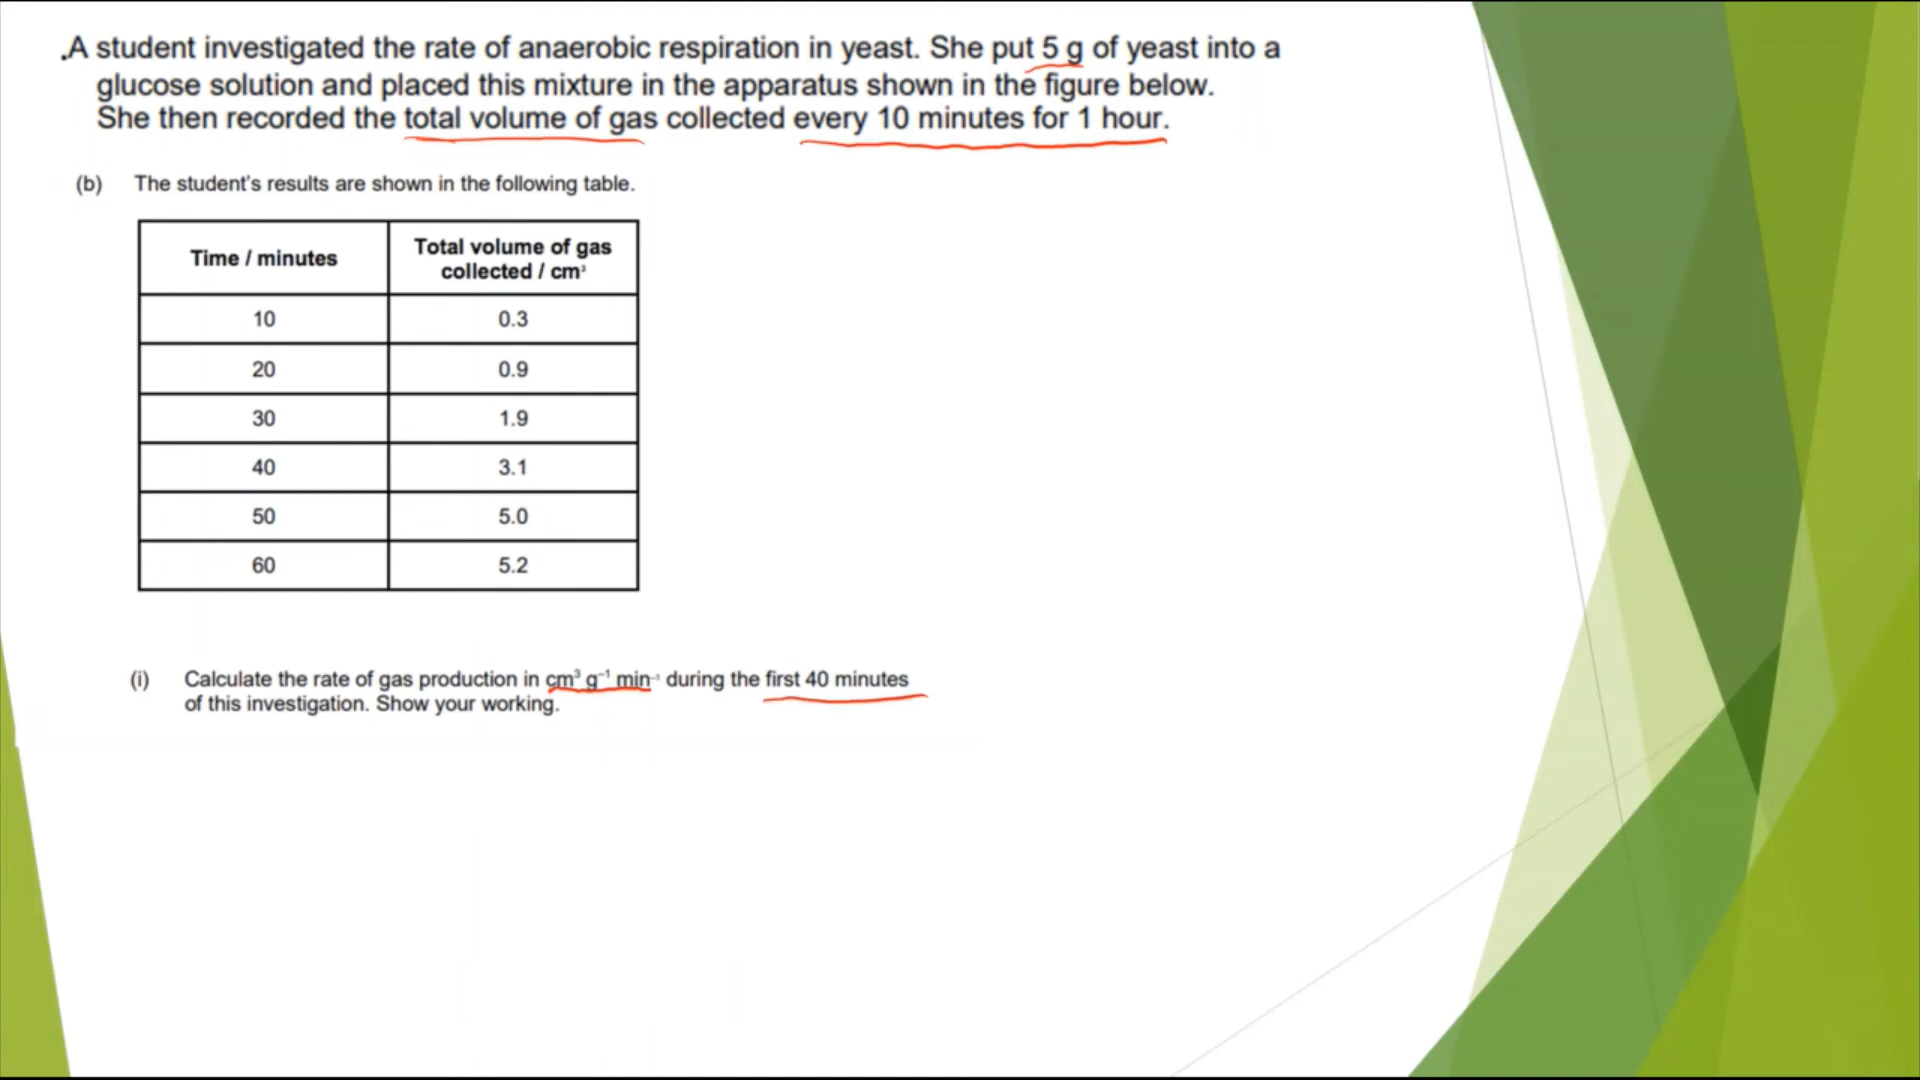 .A student investigated the rate of anaerobic respiration in yeast. She put 5 g of yeast into a
glucose solution and placed this mixture in the apparatus shown in the figure below.
She then recorded the total volume of gas collected every 10 minutes for 1 hour.
(b) The student's results are shown in the following table.
Time / minutes
Total volume of gas
collected / cm³
10 0.3
20 0.9
30 1.9
40 3.1
50 5.0
60 5.2
(i) Calculate the rate of gas production in cm³ g⁻¹ min⁻¹ during the first 40 minutes
of this investigation. Show your working.